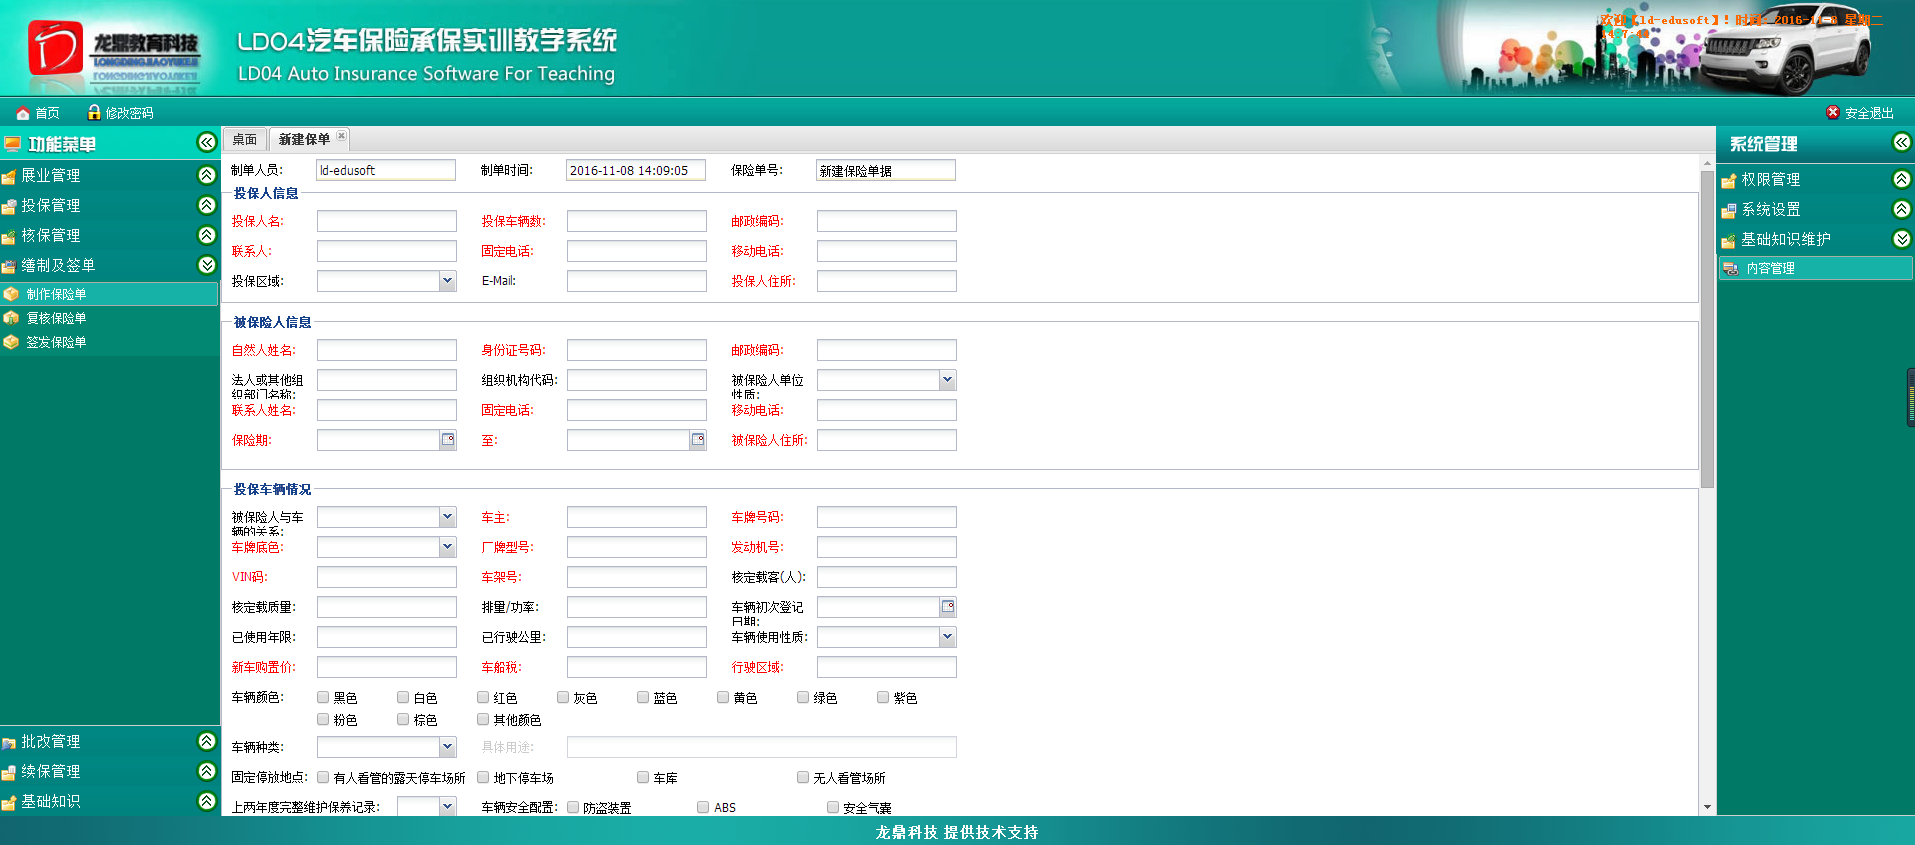 龙鼎教育科技
LONGDINGJIAOYUKEJI
LD04汽车保险承保实训教学系统
LD04 Auto Insurance Software For Teaching
欢迎【ld-edusoft】! 时间: 2016-11-8 星期二
首页 修改密码 安全退出
功能菜单
展业管理
投保管理
核保管理
缮制及签单
制作保险单
复核保险单
签发保险单
批改管理
续保管理
基础知识
桌面 新建保单
制单人员: ld-edusoft 制单时间: 2016-11-08 14:09:05 保险单号: 新建保险单据
投保人信息
投保人名: 投保车辆数: 邮政编码:
联系人: 固定电话: 移动电话:
投保区域: E-Mail: 投保人住所:
被保险人信息
自然人姓名: 身份证号码: 邮政编码:
法人或其他组织部门名称: 组织机构代码: 被保险人单位性质:
联系人姓名: 固定电话: 移动电话:
保险期: 至: 被保险人住所:
投保车辆情况
被保险人与车辆的关系: 车主: 车牌号码:
车牌底色: 厂牌型号: 发动机号:
VIN码: 车架号: 核定载客(人):
核定载质量: 排量/功率: 车辆初次登记日期:
已使用年限: 已行驶公里: 车辆使用性质:
新车购置价: 车船税: 行驶区域:
车辆颜色: 黑色 白色 红色 灰色 蓝色 黄色 绿色 紫色
粉色 棕色 其他颜色
车辆种类: 具体用途:
固定停放地点: 有人看管的露天停车场所 地下停车场 车库 无人看管场所
上两年度完整维护保养记录: 车辆安全配置: 防盗装置 ABS 安全气囊
系统管理
权限管理
系统设置
基础知识维护
内容管理
龙鼎科技 提供技术支持